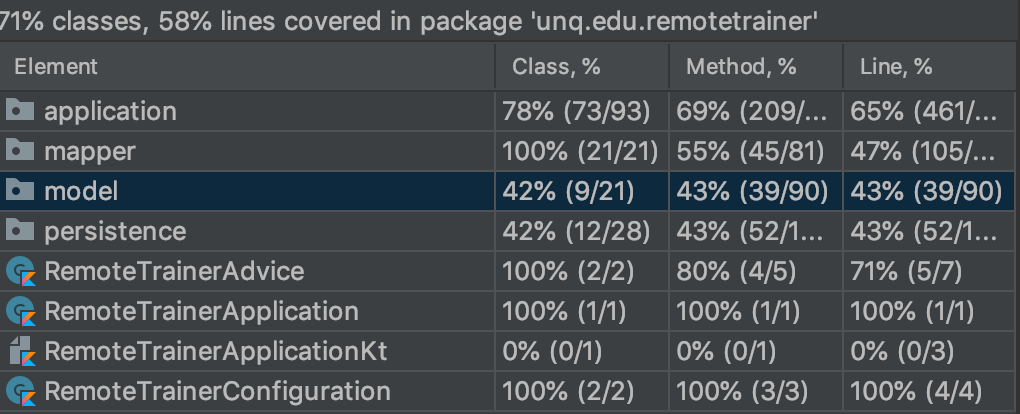 71% classes, 58% lines covered in package 'unq.edu.remotetrainer'
Element Class, % Method, % Line, %
application 78% (73/93) 69% (209/... 65% (461/...
mapper 100% (21/21) 55% (45/81) 47% (105/...
model 42% (9/21) 43% (39/90) 43% (39/90)
persistence 42% (12/28) 43% (52/1... 43% (52/1...
RemoteTrainerAdvice 100% (2/2) 80% (4/5) 71% (5/7)
RemoteTrainerApplication 100% (1/1) 100% (1/1) 100% (1/1)
RemoteTrainerApplicationKt 0% (0/1) 0% (0/1) 0% (0/3)
RemoteTrainerConfiguration 100% (2/2) 100% (3/3) 100% (4/4)